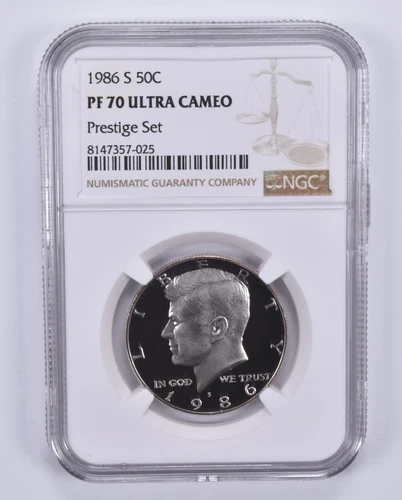 1986 S 50C
PF 70 ULTRA CAMEO
Prestige Set
8147357-025
NUMISMATIC GUARANTY COMPANY
NGC
LIBERTY
IN GOD WE TRUST
S
1986